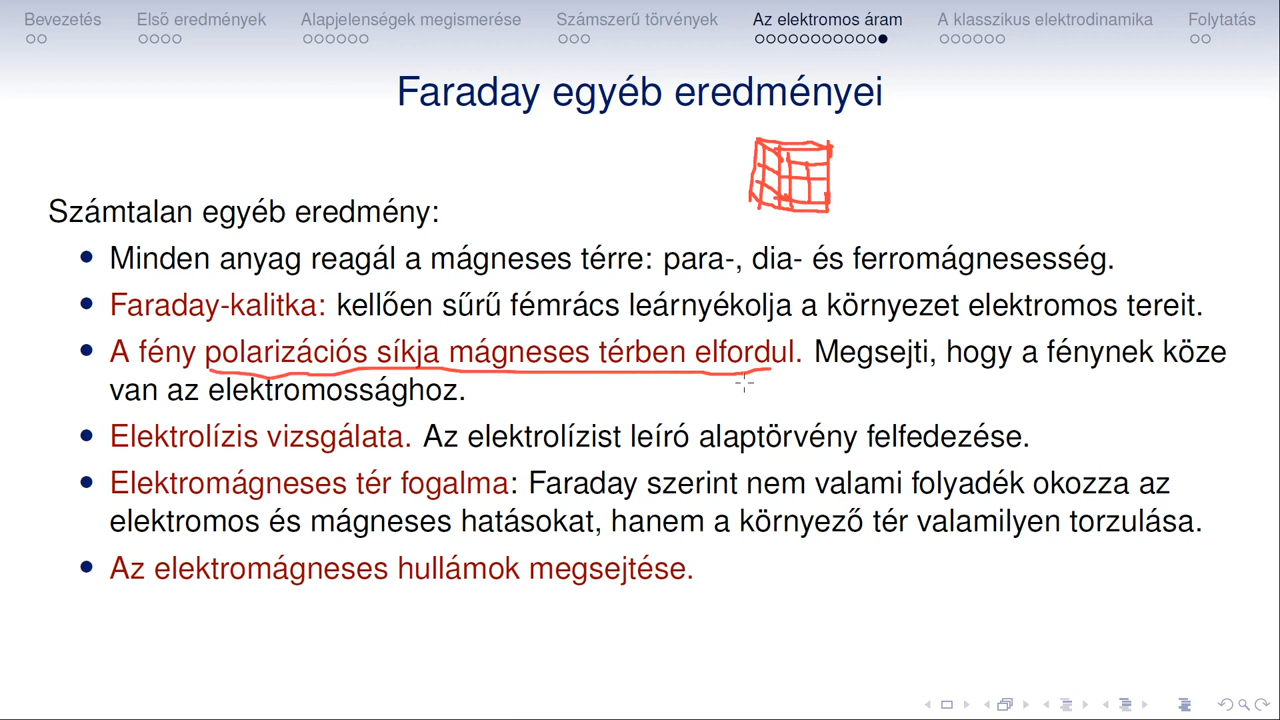 Bevezetés Első eredmények Alapjelenségek megismerése Számszerű törvények Az elektromos áram A klasszikus elektrodinamika Folytatás
Faraday egyéb eredményei
Számtalan egyéb eredmény:
• Minden anyag reagál a mágneses térre: para-, dia- és ferromágnesesség.
• Faraday-kalitka: kellően sűrű fémrács leárnyékolja a környezet elektromos tereit.
• A fény polarizációs síkja mágneses térben elfordul. Megsejti, hogy a fénynek köze
van az elektromossághoz.
• Elektrolízis vizsgálata. Az elektrolízist leíró alaptörvény felfedezése.
• Elektromágneses tér fogalma: Faraday szerint nem valami folyadék okozza az
elektromos és mágneses hatásokat, hanem a környező tér valamilyen torzulása.
• Az elektromágneses hullámok megsejtése.